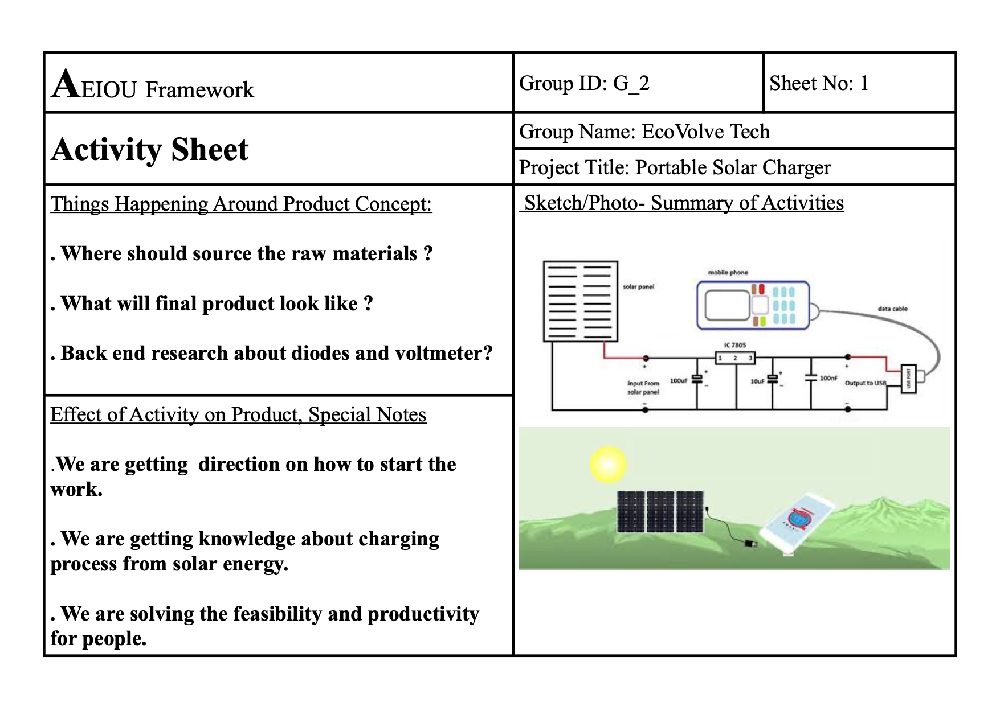 AEIOU Framework
Group ID: G_2
Sheet No: 1
Activity Sheet
Group Name: EcoVolve Tech
Project Title: Portable Solar Charger
Things Happening Around Product Concept:
. Where should source the raw materials ?
. What will final product look like ?
. Back end research about diodes and voltmeter?
Effect of Activity on Product, Special Notes
.We are getting  direction on how to start the
work.
. We are getting knowledge about charging
process from solar energy.
. We are solving the feasibility and productivity
for people.
Sketch/Photo- Summary of Activities
solar panel
mobile phone
data cable
IC 7805
1 2 3
+
input From
solar panel
−
100uF
+
−
10uF
+
−
100nF
+
Output to USB
−
USB PORT